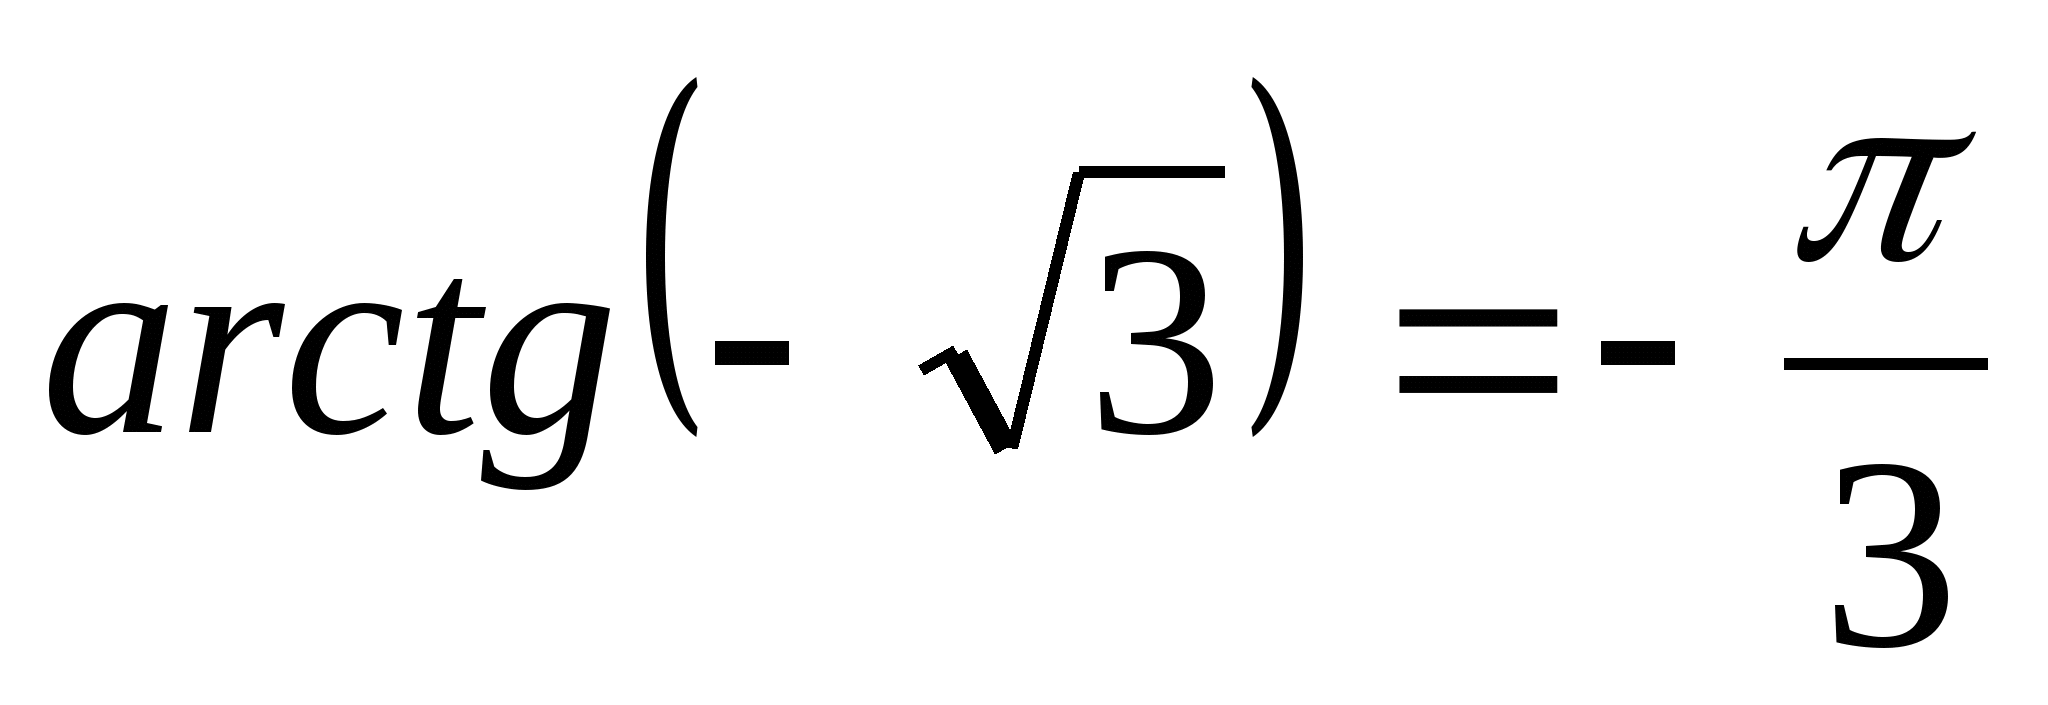 arctg(- √3) = - π/3